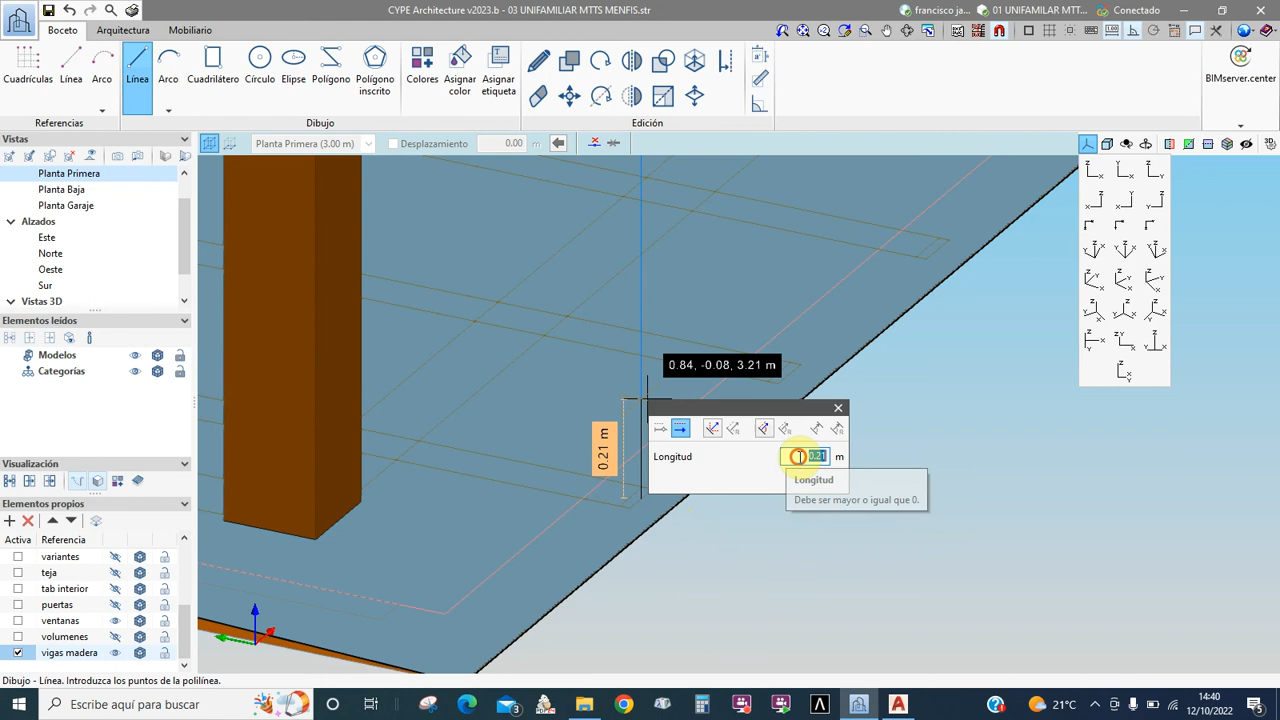 CYPE Architecture v2023.b - 03 UNIFAMILIAR MTTS MENFIS.str
francisco ja...
01 UNIFAMILAR MTT...
Conectado
Boceto
Arquitectura
Mobiliario
Cuadrículas
Línea
Arco
Línea
Arco
Cuadrilátero
Círculo
Elipse
Polígono
Polígono inscrito
Colores
Asignar color
Asignar etiqueta
BIMserver.center
Referencias
Dibujo
Edición
Vistas
Planta Primera (3.00 m)
Desplazamiento
0.00 m
Planta Primera
Planta Baja
Planta Garaje
Alzados
Este
Norte
Oeste
Sur
Vistas 3D
Elementos leídos
Modelos
Categorías
Visualización
Elementos propios
Activa Referencia
variantes
teja
tab interior
puertas
ventanas
volumenes
vigas madera
0.84, -0.08, 3.21 m
0.21 m
Longitud
0.21 m
Longitud
Debe ser mayor o igual que 0.
Dibujo - Línea. Introduzca los puntos de la polilínea.
Escribe aquí para buscar
21°C
14:40
12/10/2022